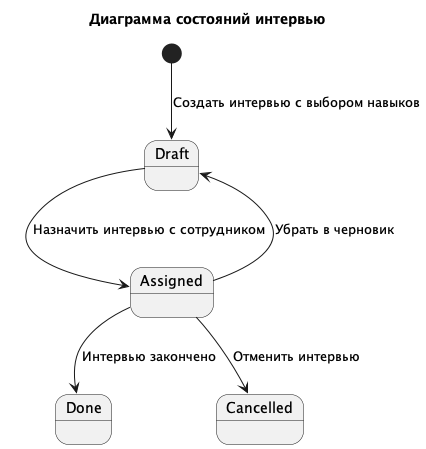 Диаграмма состояний интервью
Создать интервью с выбором навыков
Draft
Назначить интервью с сотрудником
Убрать в черновик
Assigned
Интервью закончено
Отменить интервью
Done
Cancelled